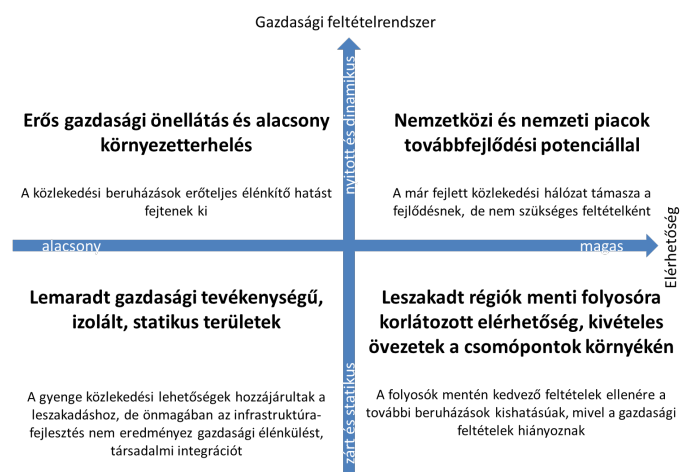 Gazdasági feltételrendszer
nyitott és dinamikus
Erős gazdasági önellátás és alacsony
környezetterhelés
A közlekedési beruházások erőteljes élénkítő hatást
fejtenek ki
Nemzetközi és nemzeti piacok
továbbfejlődési potenciállal
A már fejlett közlekedési hálózat támasza a
fejlődésnek, de nem szükséges feltételként
alacsony
magas
Elérhetőség
Lemaradt gazdasági tevékenységű,
izolált, statikus területek
A gyenge közlekedési lehetőségek hozzájárultak a
leszakadáshoz, de önmagában az infrastruktúra-
fejlesztés nem eredményez gazdasági élénkülést,
társadalmi integrációt
Leszakadt régiók menti folyosóra
korlátozott elérhetőség, kivételes
övezetek a csomópontok környékén
A folyosók mentén kedvező feltételek ellenére a
további beruházások kishatásúak, mivel a gazdasági
feltételek hiányoznak
zárt és statikus